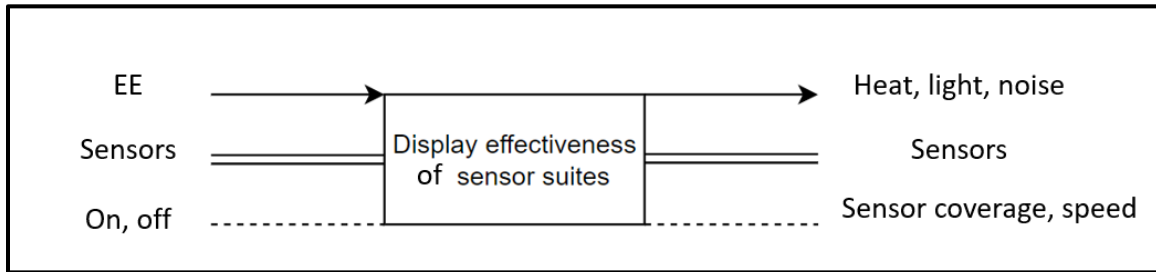 EE
Heat, light, noise
Sensors
Display effectiveness
of sensor suites
Sensors
On, off
Sensor coverage, speed